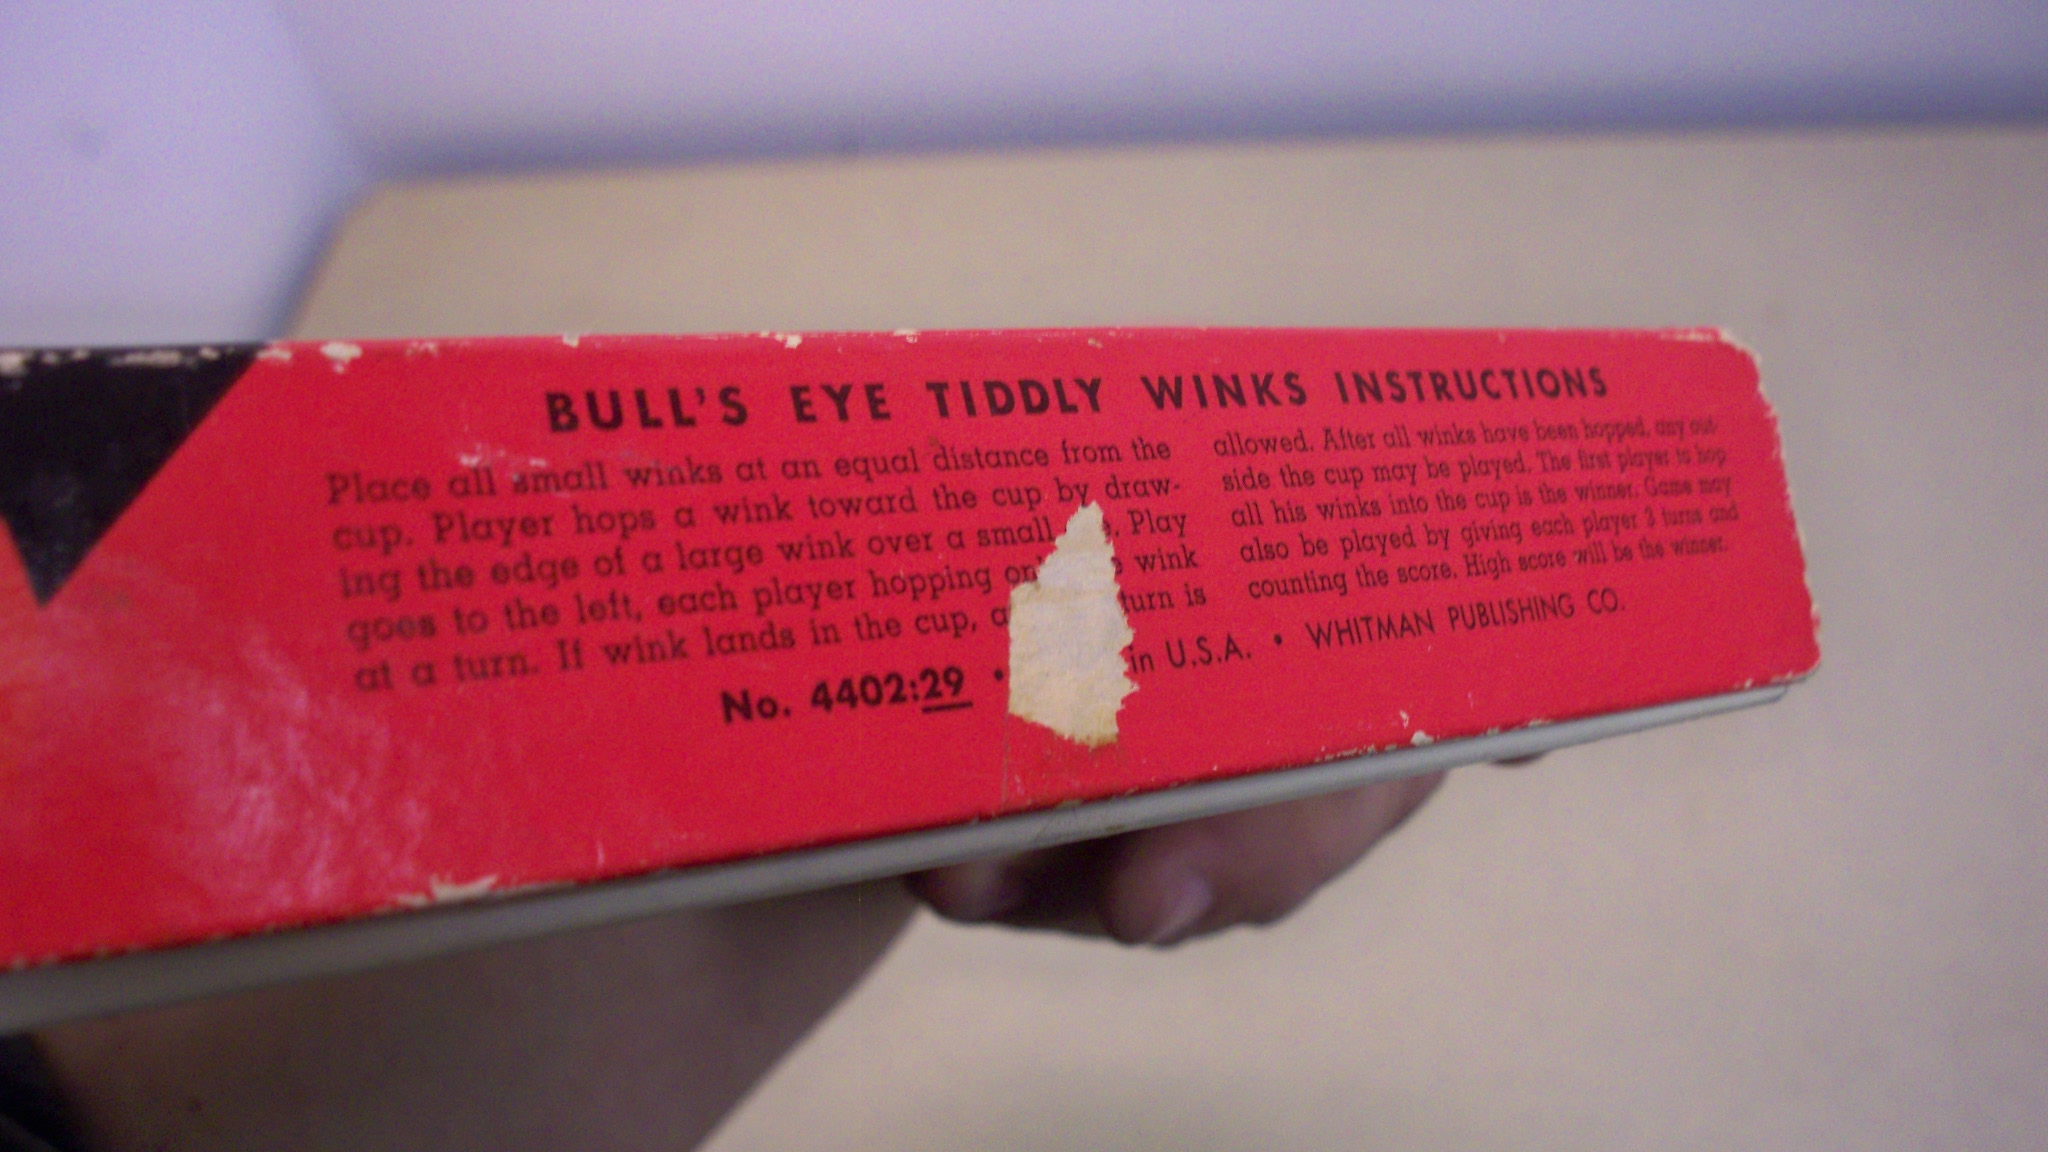 BULL'S EYE TIDDLY WINKS INSTRUCTIONS
Place all small winks at an equal distance from the
cup. Player hops a wink toward the cup by draw-
ing the edge of a large wink over a small Play
goes to the left, each player hopping wink
at a turn. If wink lands in the cup, turn is
allowed. After all winks have been hopped, any out-
side the cup may be played. The first player to hop
all his winks into the cup is the winner. Game may
also be played by giving each player 3 turns and
counting the score. High score will be the winner.
No. 4402:29 • in U.S.A. • WHITMAN PUBLISHING CO.